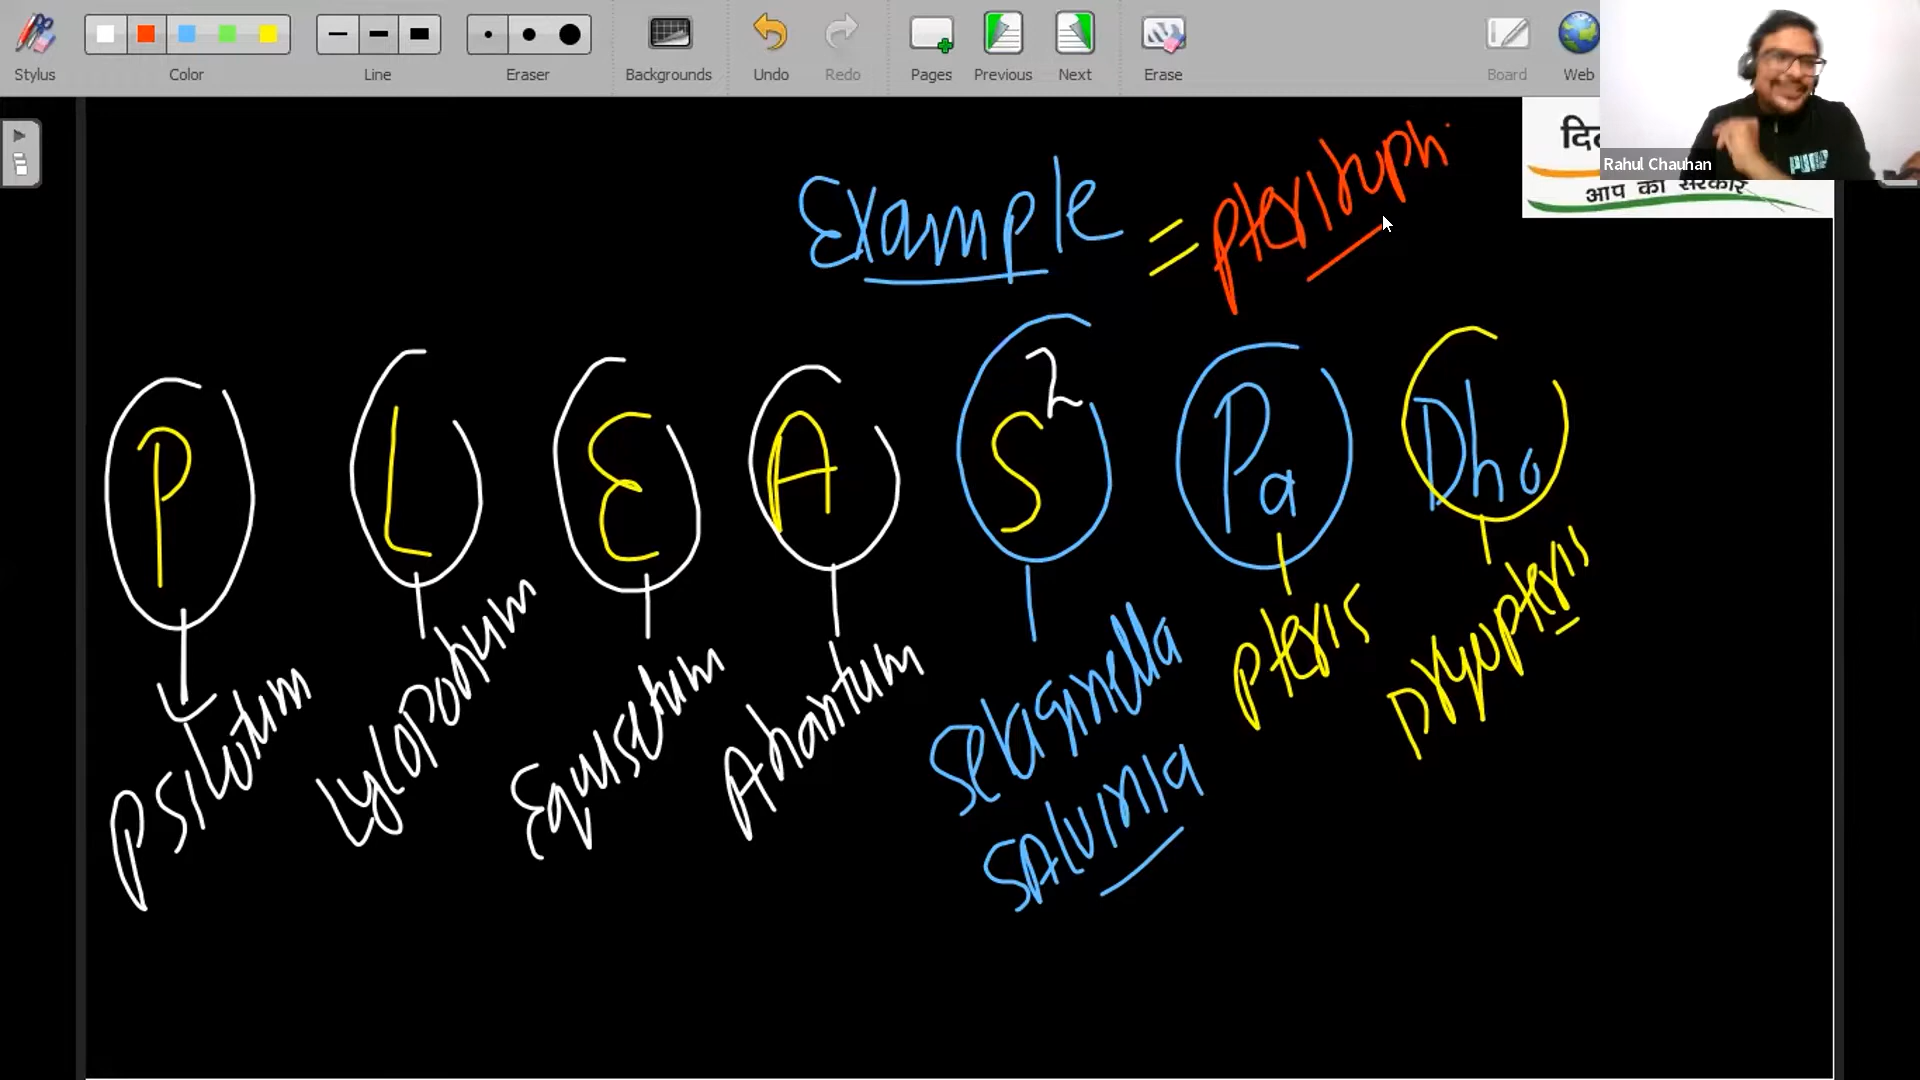 Stylus
Color
Line
Eraser
Backgrounds
Undo
Redo
Pages
Previous
Next
Erase
Board
Web
Rahul Chauhan
आप की सरकार
Example = Pteridoph
P L E A S2 Pa Dho
Psilotum
Lycopodium
Equisetum
Adiantum
Selaginella
Salvinia
Pteris
Dryopteris